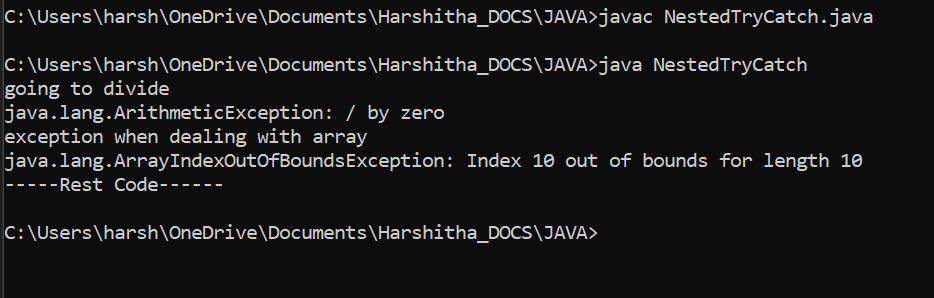 C:\Users\harsh\OneDrive\Documents\Harshitha_DOCS\JAVA>javac NestedTryCatch.java
C:\Users\harsh\OneDrive\Documents\Harshitha_DOCS\JAVA>java NestedTryCatch
going to divide
java.lang.ArithmeticException: / by zero
exception when dealing with array
java.lang.ArrayIndexOutOfBoundsException: Index 10 out of bounds for length 10
-----Rest Code------
C:\Users\harsh\OneDrive\Documents\Harshitha_DOCS\JAVA>